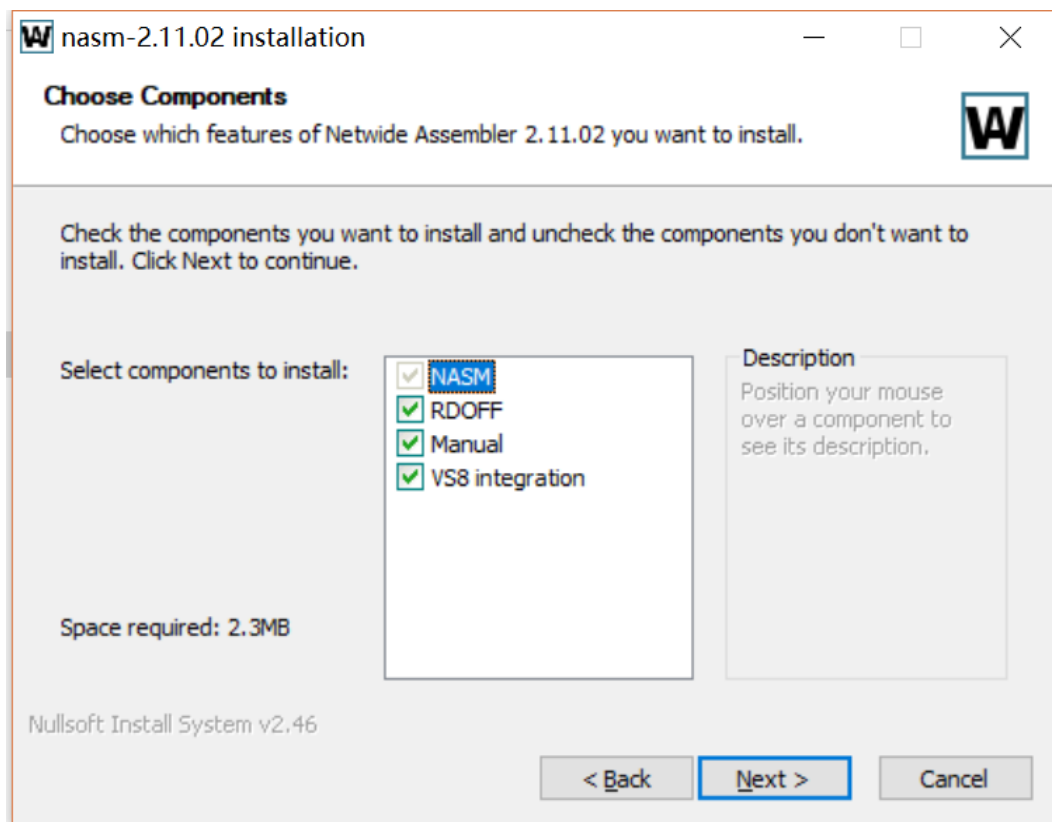 nasm-2.11.02 installation
Choose Components
Choose which features of Netwide Assembler 2.11.02 you want to install.
Check the components you want to install and uncheck the components you don't want to
install. Click Next to continue.
Select components to install:
NASM
RDOFF
Manual
VS8 integration
Description
Position your mouse
over a component to
see its description.
Space required: 2.3MB
Nullsoft Install System v2.46
< Back
Next >
Cancel